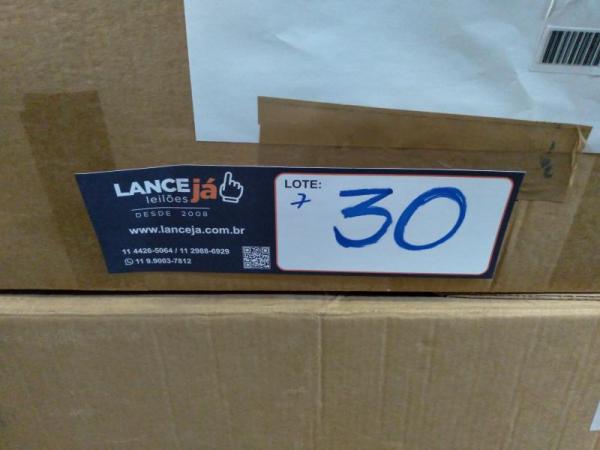 LANCE já
leilões
DESDE 2008
www.lanceja.com.br
11 4426-5064 / 11 2988-6929
11 9.9003-7812
LOTE:
7
30